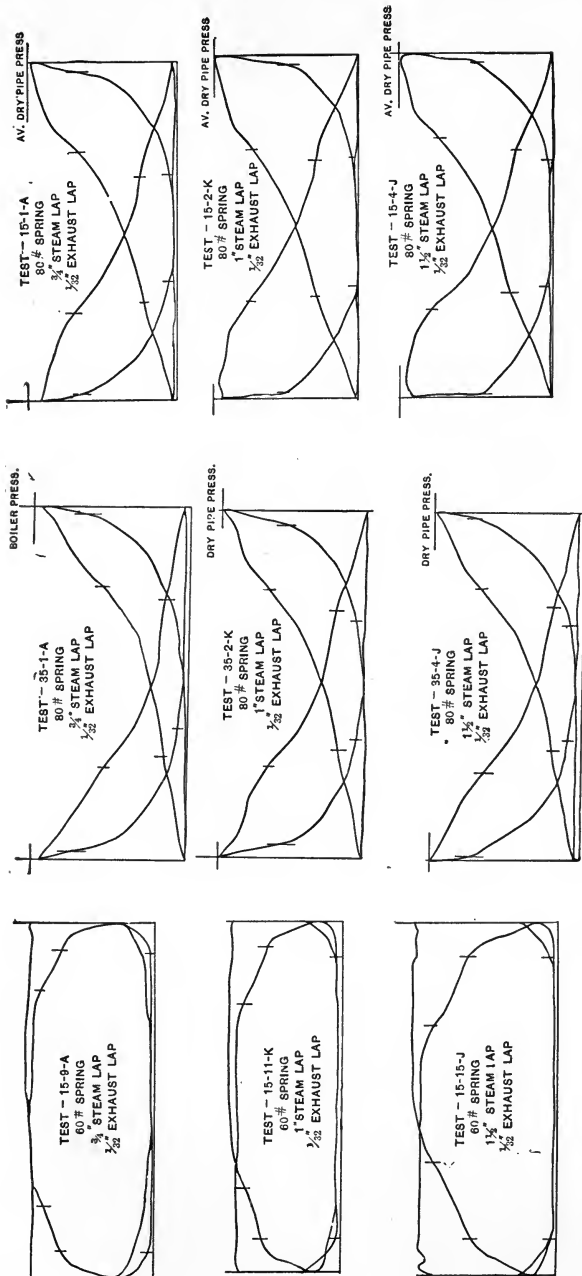 AV. DRY PIPE PRESS
TEST – 15-1-A
80# SPRING
3/4" STEAM LAP
1/32" EXHAUST LAP
AV. DRY PIPE PRESS
TEST – 15-2-K
80# SPRING
1" STEAM LAP
1/32" EXHAUST LAP
AV. DRY PIPE PRESS
TEST – 15-4-J
80# SPRING
1 1/2" STEAM LAP
1/32" EXHAUST LAP
BOILER PRESS.
TEST – 35-1-A
80# SPRING
3/4" STEAM LAP
1/32" EXHAUST LAP
DRY PIPE PRESS.
TEST – 35-2-K
80# SPRING
1" STEAM LAP
1/32" EXHAUST LAP
DRY PIPE PRESS.
TEST – 35-4-J
80# SPRING
1 1/2" STEAM LAP
1/32" EXHAUST LAP
TEST – 15-9-A
60# SPRING
3/4" STEAM LAP
1/32" EXHAUST LAP
TEST – 15-11-K
60# SPRING
1" STEAM LAP
1/32" EXHAUST LAP
TEST – 15-15-J
60# SPRING
1 1/2" STEAM LAP
1/32" EXHAUST LAP